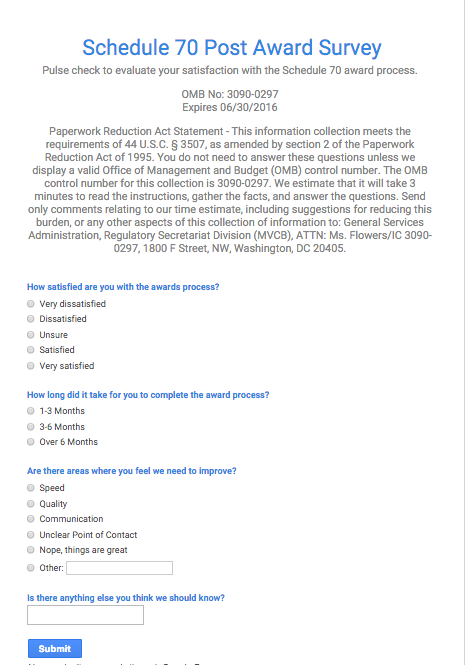 Schedule 70 Post Award Survey
Pulse check to evaluate your satisfaction with the Schedule 70 award process.
OMB No: 3090-0297
Expires 06/30/2016
Paperwork Reduction Act Statement - This information collection meets the
requirements of 44 U.S.C. § 3507, as amended by section 2 of the Paperwork
Reduction Act of 1995. You do not need to answer these questions unless we
display a valid Office of Management and Budget (OMB) control number. The OMB
control number for this collection is 3090-0297. We estimate that it will take 3
minutes to read the instructions, gather the facts, and answer the questions. Send
only comments relating to our time estimate, including suggestions for reducing this
burden, or any other aspects of this collection of information to: General Services
Administration, Regulatory Secretariat Division (MVCB), ATTN: Ms. Flowers/IC 3090-
0297, 1800 F Street, NW, Washington, DC 20405.
How satisfied are you with the awards process?
Very dissatisfied
Dissatisfied
Unsure
Satisfied
Very satisfied
How long did it take for you to complete the award process?
1-3 Months
3-6 Months
Over 6 Months
Are there areas where you feel we need to improve?
Speed
Quality
Communication
Unclear Point of Contact
Nope, things are great
Other:
Is there anything else you think we should know?
Submit